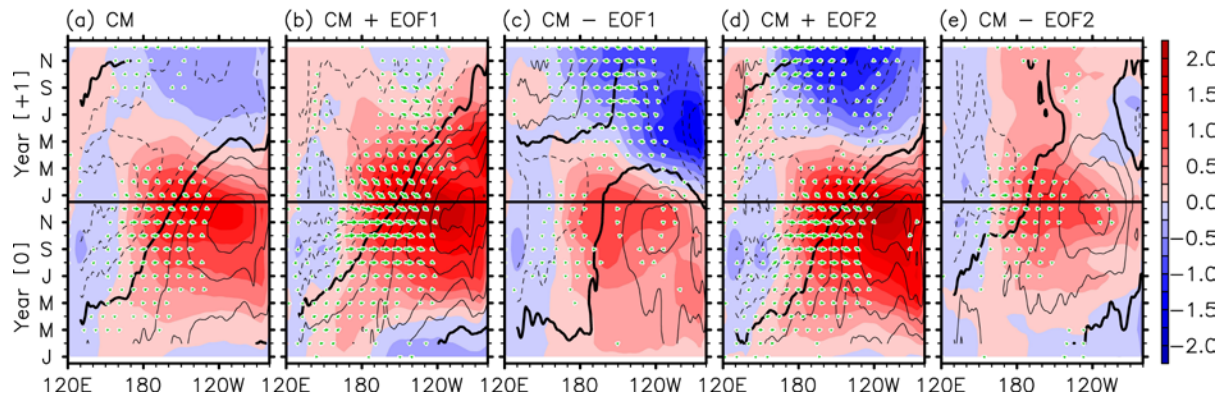 (a) CM
(b) CM + EOF1
(c) CM − EOF1
(d) CM + EOF2
(e) CM − EOF2
Year [+1]
Year [0]
N
S
J
M
M
J
N
S
J
M
M
J
120E 180 120W 120E 180 120W 120E 180 120W 120E 180 120W 120E 180 120W
2.0
1.5
1.0
0.5
0.0
−0.5
−1.0
−1.5
−2.0